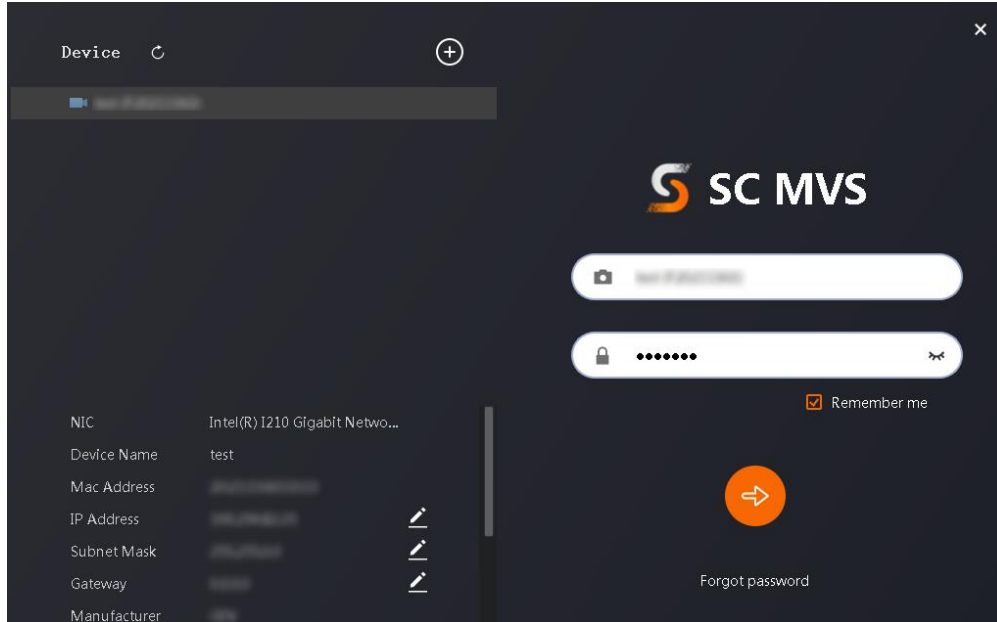 Device
SC MVS
Remember me
NIC Intel(R) I210 Gigabit Netwo...
Device Name test
Mac Address
IP Address
Subnet Mask
Gateway
Manufacturer
Forgot password